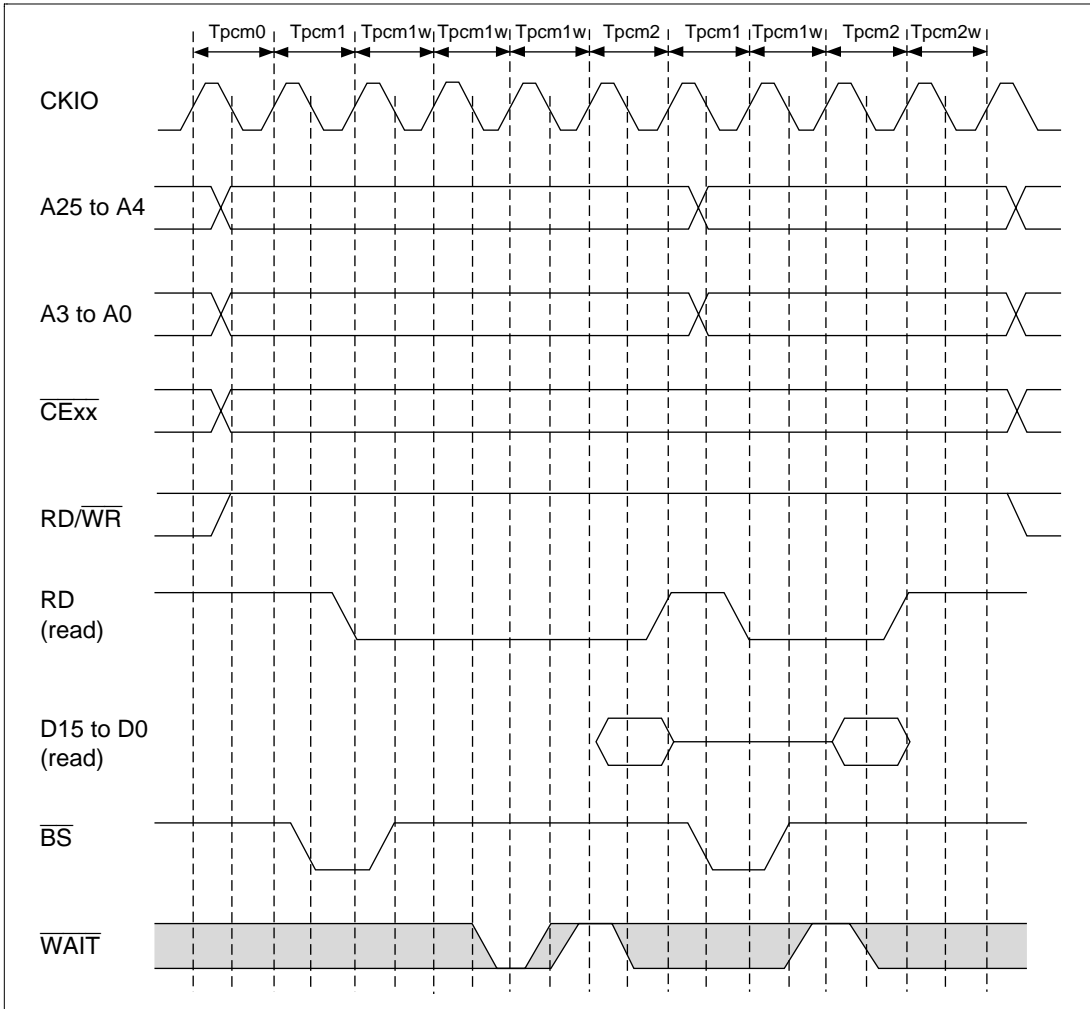 Tpcm0 Tpcm1 Tpcm1w Tpcm1w Tpcm1w Tpcm2 Tpcm1 Tpcm1w Tpcm2 Tpcm2w
CKIO
A25 to A4
A3 to A0
CExx
RD/WR
RD
(read)
D15 to D0
(read)
BS
WAIT